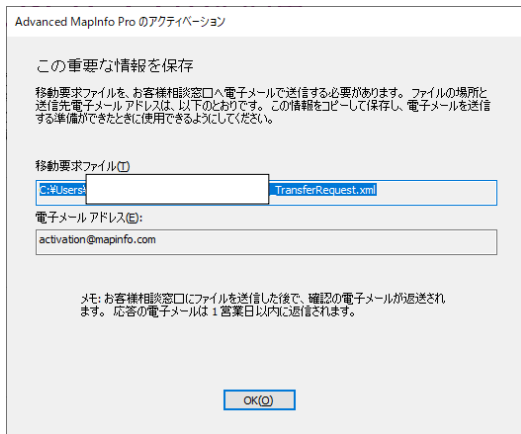 Advanced MapInfo Pro のアクティベーション
この重要な情報を保存
移動要求ファイルを、お客様相談窓口へ電子メールで送信する必要があります。 ファイルの場所と
送信先電子メール アドレスは、以下のとおりです。 この情報をコピーして保存し、電子メールを送信
する準備ができたときに使用できるようにしてください。
移動要求ファイル(T)
C:¥Users¥ _TransferRequest.xml
電子メール アドレス(E):
activation@mapinfo.com
メモ: お客様相談窓口にファイルを送信した後で、確認の電子メールが返送され
ます。 応答の電子メールは 1 営業日以内に返信されます。
OK(O)